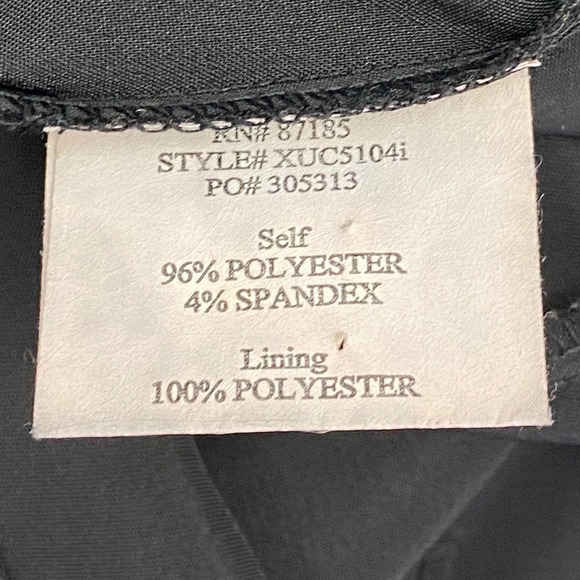 RN# 87185
STYLE# XUC5104i
PO# 305313
Self
96% POLYESTER
4% SPANDEX
Lining
100% POLYESTER